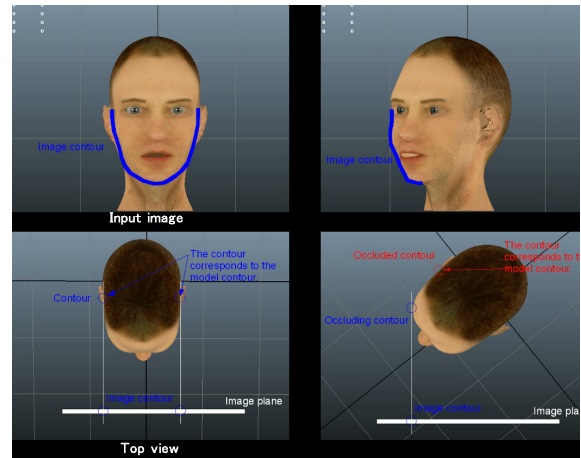 Image contour
Image contour
Input image
The contour
corresponds to the
model contour.
Contour
Image contour
Image plane
Top view
Occluded contour
The contour
corresponds to t
model contour.
Occluding contour
Image contour
Image pla